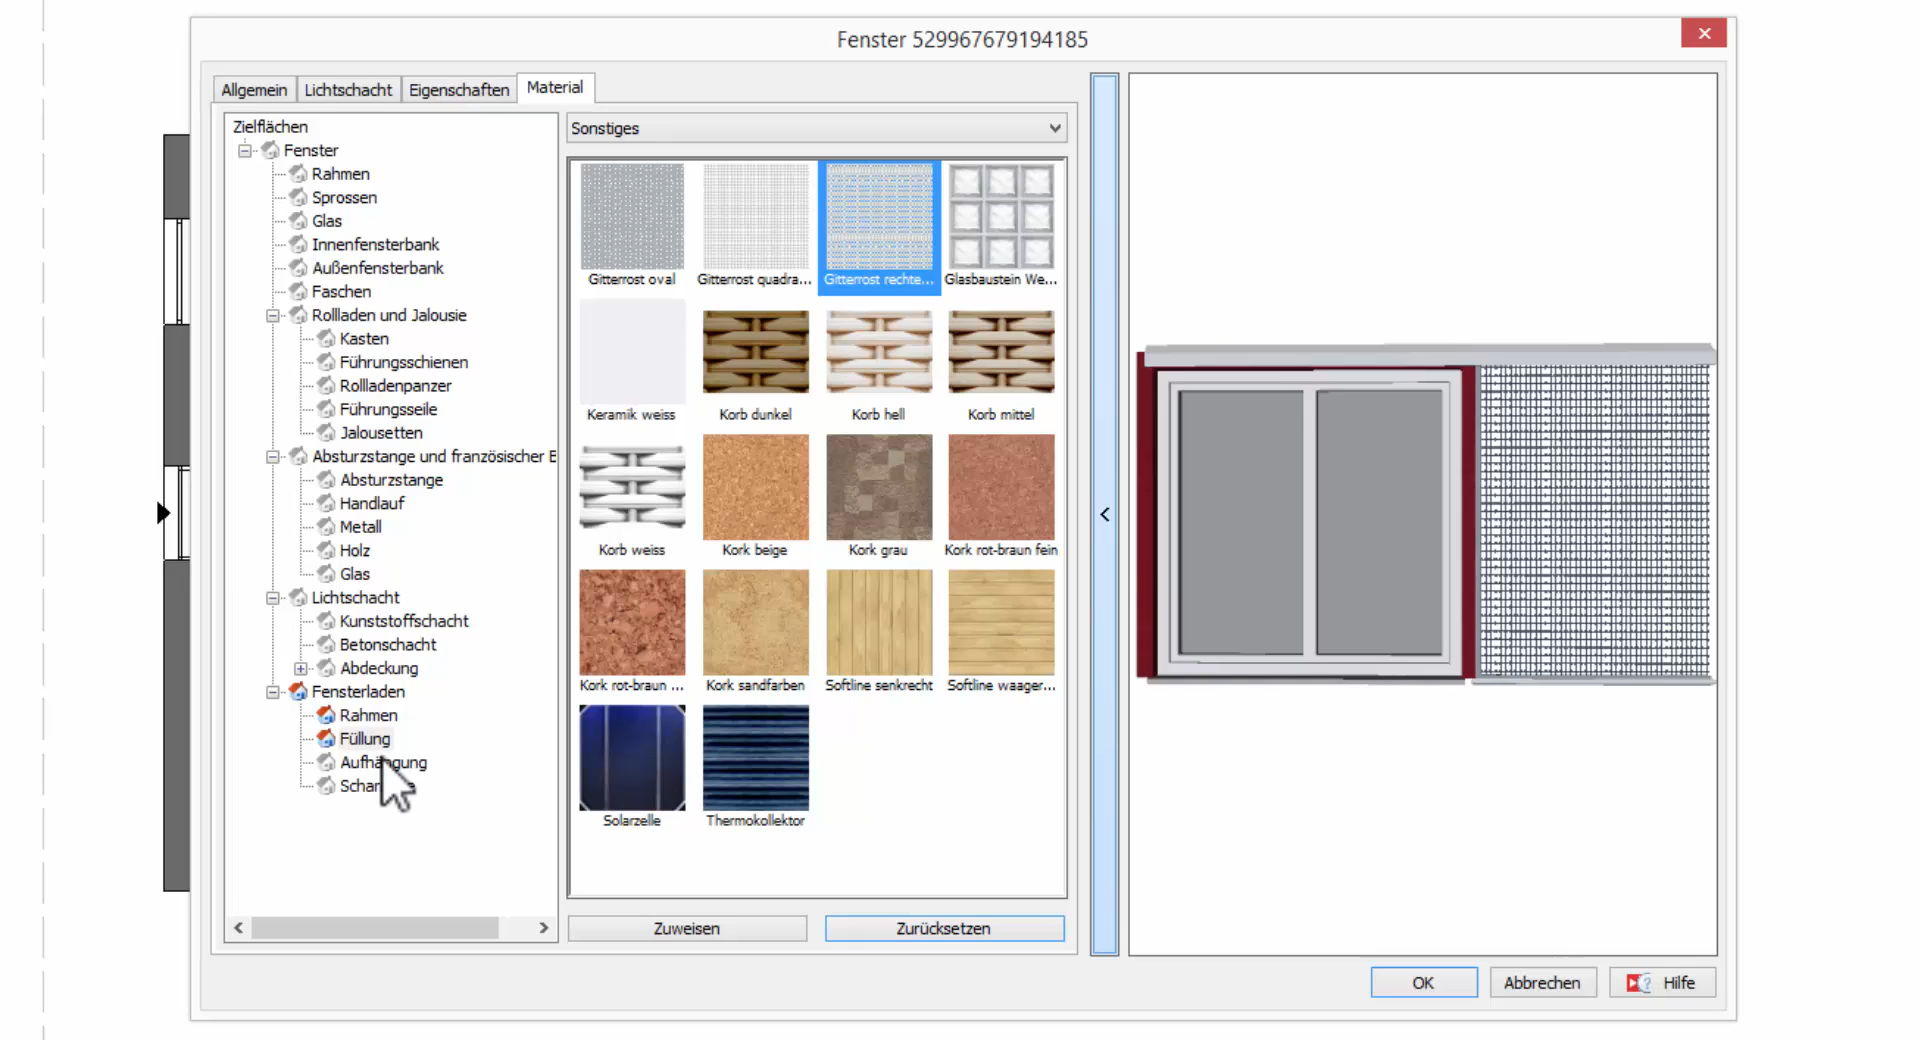 Fenster 529967679194185
Allgemein
Lichtschacht
Eigenschaften
Material
Zielflächen
Fenster
Rahmen
Sprossen
Glas
Innenfensterbank
Außenfensterbank
Faschen
Rollladen und Jalousie
Kasten
Führungsschienen
Rollladenpanzer
Führungsseile
Jalousetten
Absturzstange und französischer B
Absturzstange
Handlauf
Metall
Holz
Glas
Lichtschacht
Kunststoffschacht
Betonschacht
Abdeckung
Fensterladen
Rahmen
Füllung
Aufhängung
Sonstiges
Gitterrost oval
Gitterrost quadra...
Gitterrost rechte...
Glasbaustein We...
Keramik weiss
Korb dunkel
Korb hell
Korb mittel
Korb weiss
Kork beige
Kork grau
Kork rot-braun fein
Kork rot-braun ...
Kork sandfarben
Softline senkrecht
Softline waager...
Solarzelle
Thermokollektor
Zuweisen
Zurücksetzen
OK
Abbrechen
Hilfe